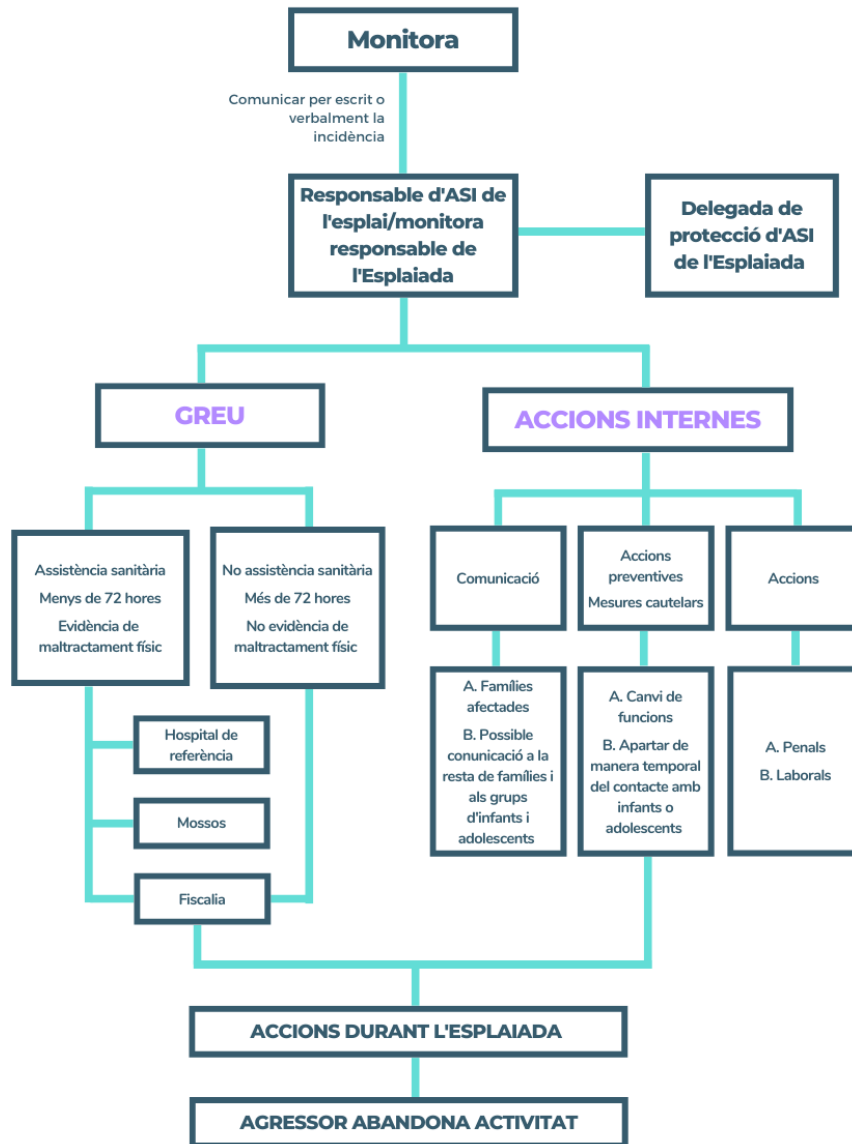 Monitora
Comunicar per escrit o
verbalment la
incidència
Responsable d'ASI de
l'esplai/monitora
responsable de
l'Esplaiada
Delegada de
protecció d'ASI
de l'Esplaiada
GREU
ACCIONS INTERNES
Assistència sanitària
Menys de 72 hores
Evidència de
maltractament físic
No assistència sanitària
Més de 72 hores
No evidència de
maltractament físic
Comunicació
Accions
preventives
Mesures cautelars
Accions
Hospital de
referència
Mossos
Fiscalia
A. Famílies
afectades
B. Possible
conunicació a la
resta de famílies i
als grups
d'infants i
adolescents
A. Canvi de
funcions
B. Apartar de
manera temporal
del contacte amb
infants o
adolescents
A. Penals
B. Laborals
ACCIONS DURANT L'ESPLAIADA
AGRESSOR ABANDONA ACTIVITAT